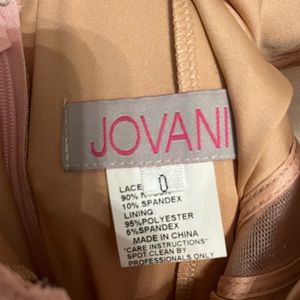 JOVANI
0
LACE
90%
10% SPANDEX
LINING:
95%POLYESTER
5%SPANDEX
MADE IN CHINA
"CARE INSTRUCTIONS"
SPOT CLEAN BY
PROFESSIONALS ONLY